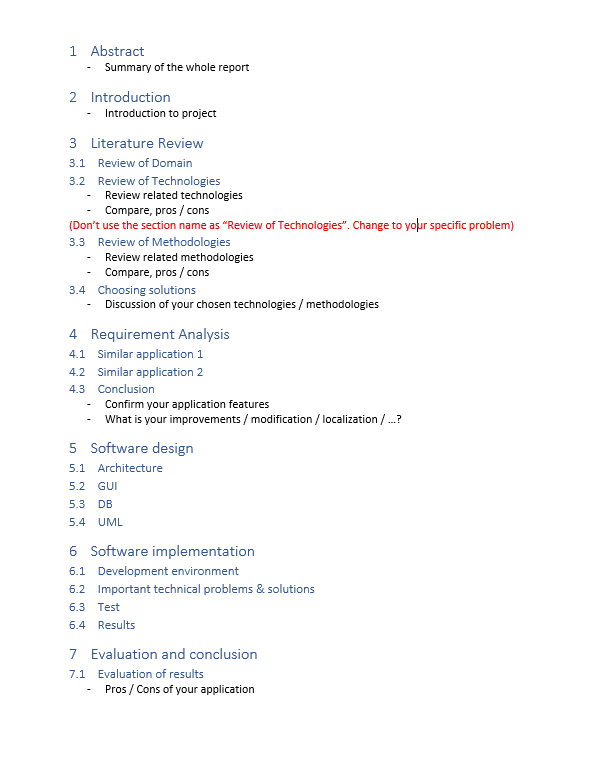 1 Abstract
- Summary of the whole report
2 Introduction
- Introduction to project
3 Literature Review
3.1 Review of Domain
3.2 Review of Technologies
- Review related technologies
- Compare, pros / cons
(Don't use the section name as “Review of Technologies”. Change to your specific problem)
3.3 Review of Methodologies
- Review related methodologies
- Compare, pros / cons
3.4 Choosing solutions
- Discussion of your chosen technologies / methodologies
4 Requirement Analysis
4.1 Similar application 1
4.2 Similar application 2
4.3 Conclusion
- Confirm your application features
- What is your improvements / modification / localization / …?
5 Software design
5.1 Architecture
5.2 GUI
5.3 DB
5.4 UML
6 Software implementation
6.1 Development environment
6.2 Important technical problems & solutions
6.3 Test
6.4 Results
7 Evaluation and conclusion
7.1 Evaluation of results
- Pros / Cons of your application